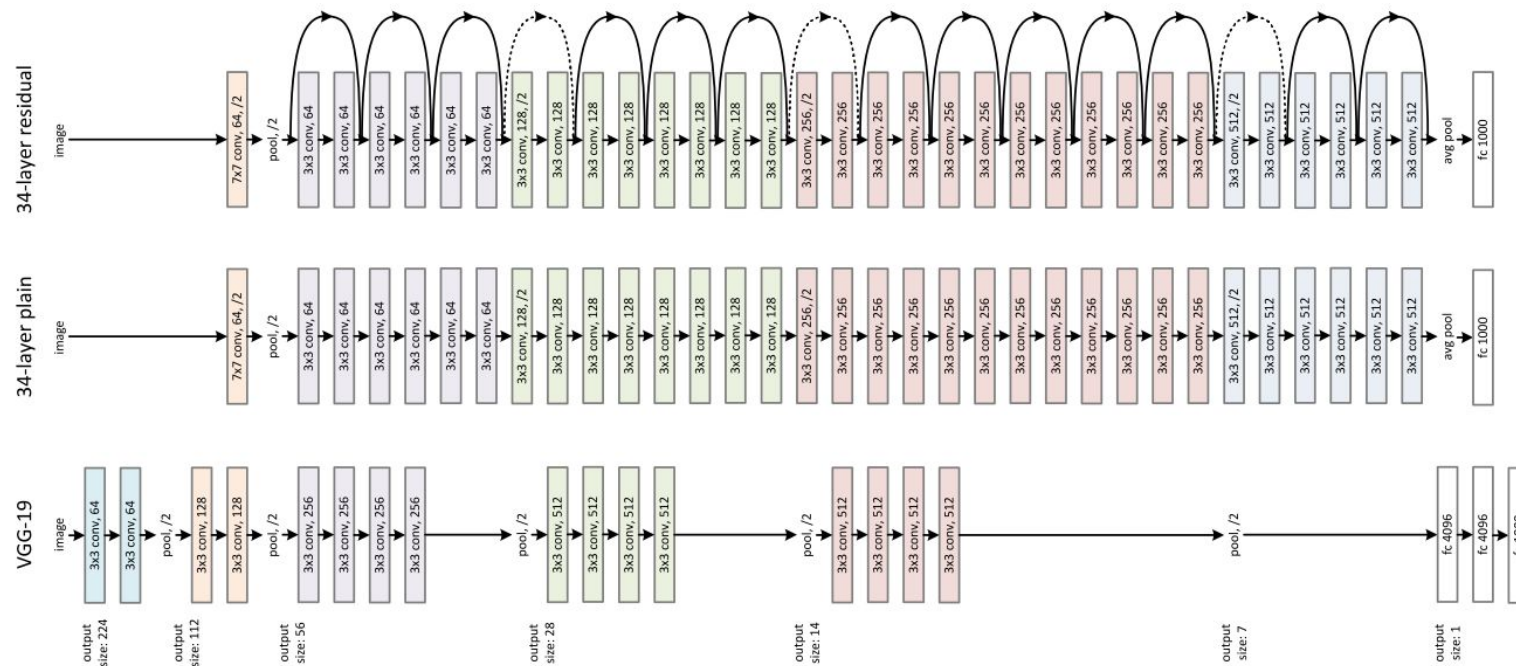 34-layer residual
image
7x7 conv, 64, /2
pool, /2
3x3 conv, 64
3x3 conv, 64
3x3 conv, 64
3x3 conv, 64
3x3 conv, 64
3x3 conv, 64
3x3 conv, 128, /2
3x3 conv, 128
3x3 conv, 128
3x3 conv, 128
3x3 conv, 128
3x3 conv, 128
3x3 conv, 128
3x3 conv, 128
3x3 conv, 256, /2
3x3 conv, 256
3x3 conv, 256
3x3 conv, 256
3x3 conv, 256
3x3 conv, 256
3x3 conv, 256
3x3 conv, 256
3x3 conv, 256
3x3 conv, 256
3x3 conv, 256
3x3 conv, 256
3x3 conv, 512, /2
3x3 conv, 512
3x3 conv, 512
3x3 conv, 512
3x3 conv, 512
3x3 conv, 512
avg pool
fc 1000
34-layer plain
image
7x7 conv, 64, /2
pool, /2
3x3 conv, 64
3x3 conv, 64
3x3 conv, 64
3x3 conv, 64
3x3 conv, 64
3x3 conv, 64
3x3 conv, 128, /2
3x3 conv, 128
3x3 conv, 128
3x3 conv, 128
3x3 conv, 128
3x3 conv, 128
3x3 conv, 128
3x3 conv, 128
3x3 conv, 256, /2
3x3 conv, 256
3x3 conv, 256
3x3 conv, 256
3x3 conv, 256
3x3 conv, 256
3x3 conv, 256
3x3 conv, 256
3x3 conv, 256
3x3 conv, 256
3x3 conv, 256
3x3 conv, 256
3x3 conv, 512, /2
3x3 conv, 512
3x3 conv, 512
3x3 conv, 512
3x3 conv, 512
3x3 conv, 512
avg pool
fc 1000
VGG-19
image
3x3 conv, 64
3x3 conv, 64
pool, /2
3x3 conv, 128
3x3 conv, 128
pool, /2
3x3 conv, 256
3x3 conv, 256
3x3 conv, 256
3x3 conv, 256
pool, /2
3x3 conv, 512
3x3 conv, 512
3x3 conv, 512
3x3 conv, 512
pool, /2
3x3 conv, 512
3x3 conv, 512
3x3 conv, 512
3x3 conv, 512
pool, /2
fc 4096
fc 4096
output
size: 224
output
size: 112
output
size: 56
output
size: 28
output
size: 14
output
size: 7
output
size: 1